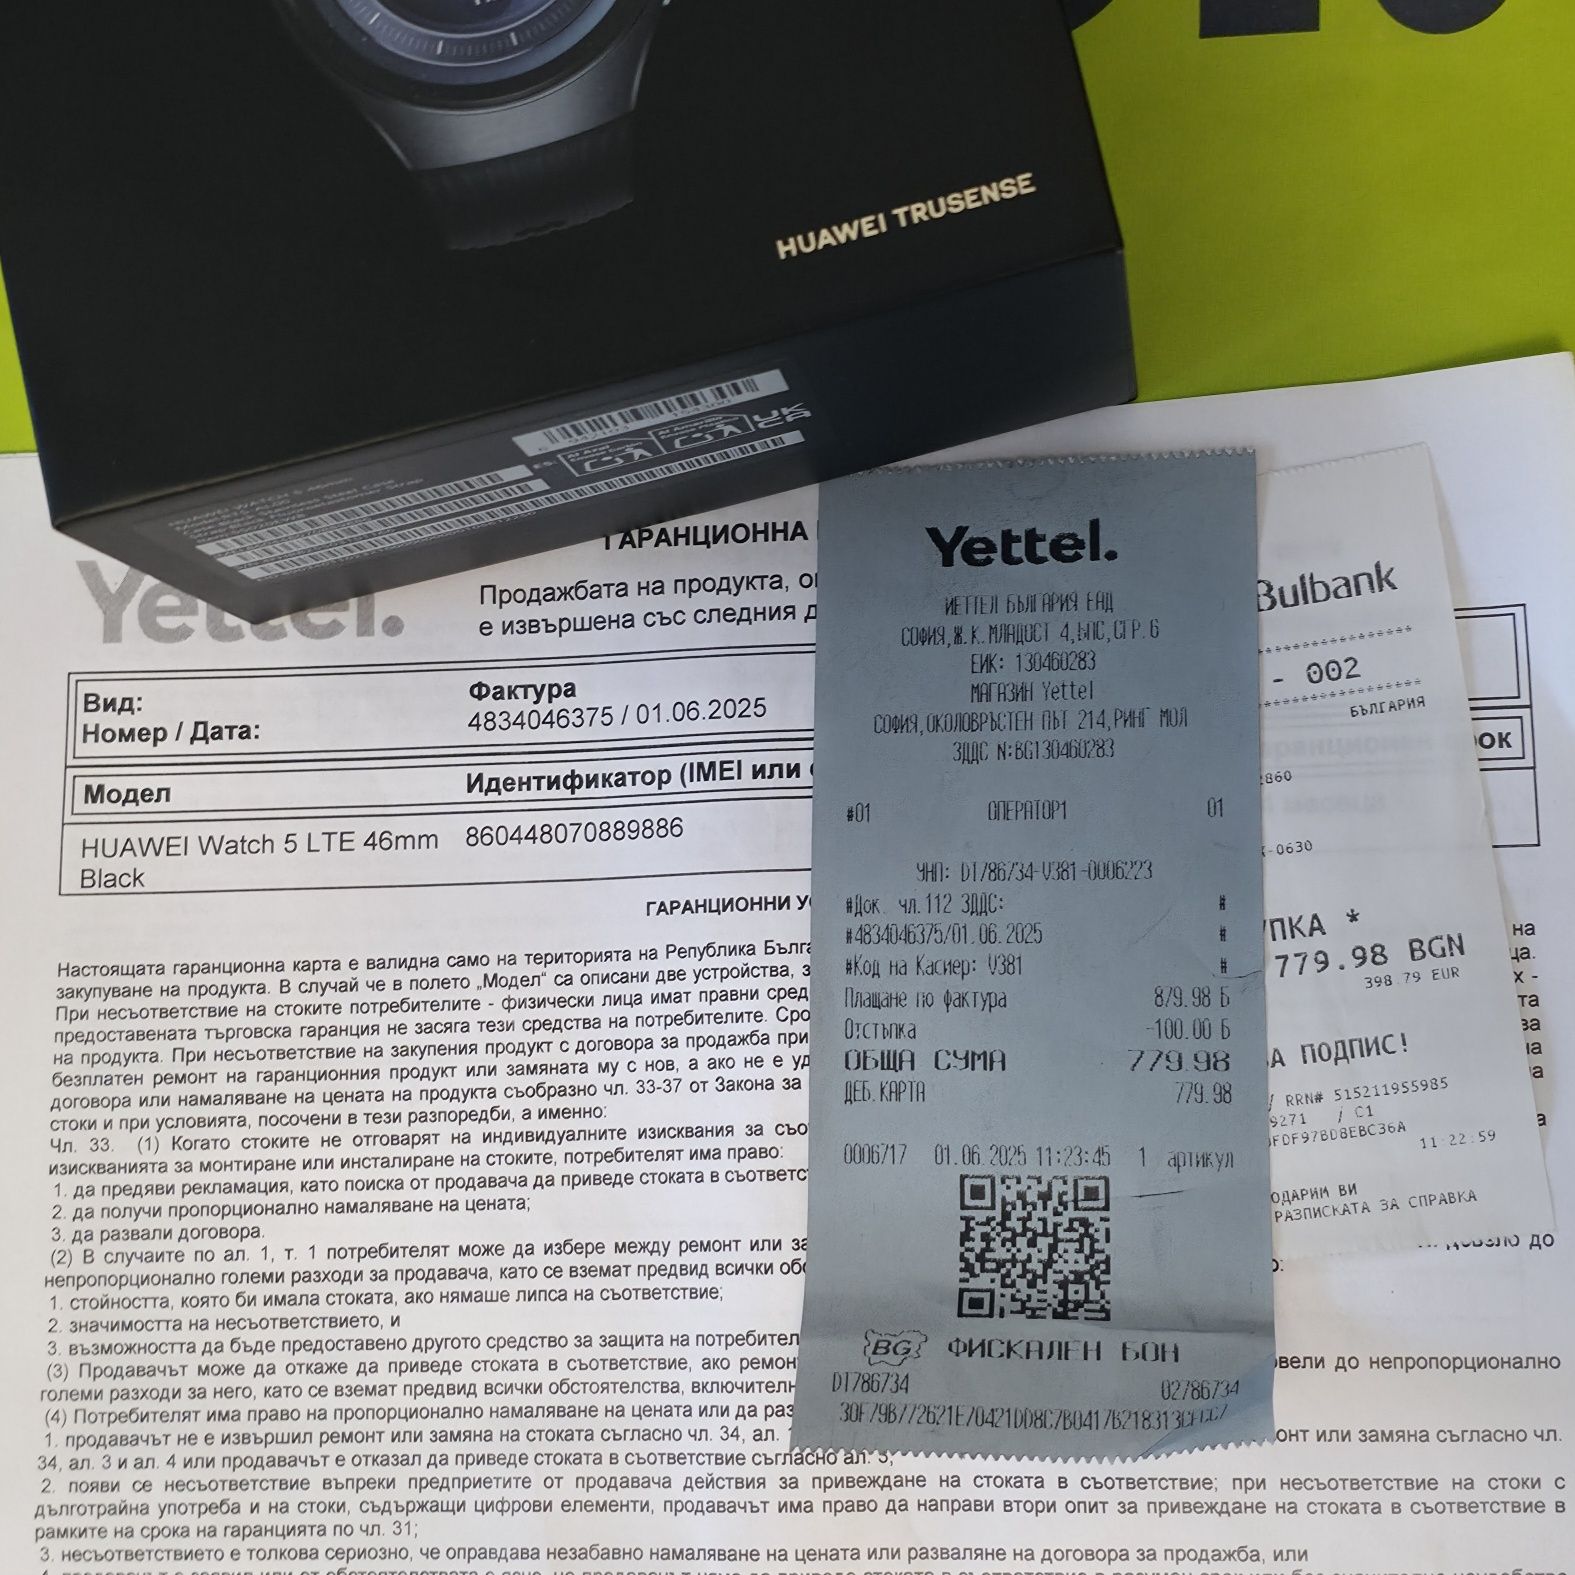 HUAWEI TRUSENSE
Yettel.
ГАРАНЦИОННА
Продажбата на продукта,
е извършена със следния
Вид:
Фактура
Номер / Дата:
4834046375 / 01.06.2025
Модел
Идентификатор (IMEI или
HUAWEI Watch 5 LTE 46mm
Black
860448070889886
ГАРАНЦИОННИ
Настоящата гаранционна карта е валидна само на територията на Република
закупуване на продукта. В случай че в полето „Модел“ са описани две устройства,
При несъответствие на стоките потребителите - физически лица имат правни
предоставената търговска гаранция не засяга тези средства на потребителите.
на продукта. При несъответствие на закупения продукт с договора за продажба
безплатен ремонт на гаранционния продукт или замяната му с нов, а ако не е
договора или намаляване на цената на продукта съобразно чл. 33-37 от Закона за
стоки и при условията, посочени в тези разпоредби, а именно:
Чл. 33. (1) Когато стоките не отговарят на индивидуалните изисквания за
изискванията за монтиране или инсталиране на стоките, потребителят има право:
1. да предяви рекламация, като поиска от продавача да приведе стоката в
2. да получи пропорционално намаляване на цената;
3. да развали договора.
(2) В случаите по ал. 1, т. 1 потребителят може да избере между ремонт или
непропорционално големи разходи за продавача, като се вземат предвид всички
1. стойността, която би имала стоката, ако нямаше липса на съответствие;
2. значимостта на несъответствието, и
3. възможността да бъде предоставено другото средство за защита на
(3) Продавачът може да откаже да приведе стоката в съответствие, ако
до непропорционално
големи разходи за него, като се вземат предвид всички обстоятелства,
(4) Потребителят има право на пропорционално намаляване на цената или да
1. продавачът не е извършил ремонт или замяна на стоката съгласно чл. 34, ал.
или замяна съгласно чл.
34, ал. 3 и ал. 4 или продавачът е отказал да приведе стоката в съответствие съгласно ал. 3;
2. появи се несъответствие въпреки предприетите от продавача действия за привеждане на стоката в съответствие; при несъответствие на стоки с
дълготрайна употреба и на стоки, съдържащи цифрови елементи, продавачът има право да направи втори опит за привеждане на стоката в съответствие в
рамките на срока на гаранцията по чл. 31;
3. несъответствието е толкова сериозно, че оправдава незабавно намаляване на цената или разваляне на договора за продажба, или
Yettel.
ЙЕТТЕЛ БЪЛГАРИЯ ЕАД
СОФИЯ,Ж.К.МЛАДОСТ 4,БПС,СГР.6
ЕИК: 130460283
МАГАЗИН Yettel
СОФИЯ,ОКОЛОВРЪСТЕН ПЪТ 214,РИНГ МОЛ
ЗДДС N:BG130460283
#01 ОПЕРАТОР1 01
УНП: DT786734-V381-0006223
#Док. чл.112 ЗДДС: #
#4834046375/01.06.2025 #
#Код на Касиер: V381 #
Плащане по фактура 879.98 Б
Отстъпка -100.00 Б
ОБЩА СУМА 779.98
ДЕБ.КАРТА 779.98
0006717 01.06.2025 11:23:45 1 артикул
BG ФИСКАЛЕН БОН
DT786734 02786734
Bulbank
- 002
БЪЛГАРИЯ
779.98 BGN
398.79 EUR
ПОДПИС!
RRN# 515211955985
/ C1
11:22:59
ВИ
РАЗПИСКАТА ЗА СПРАВКА